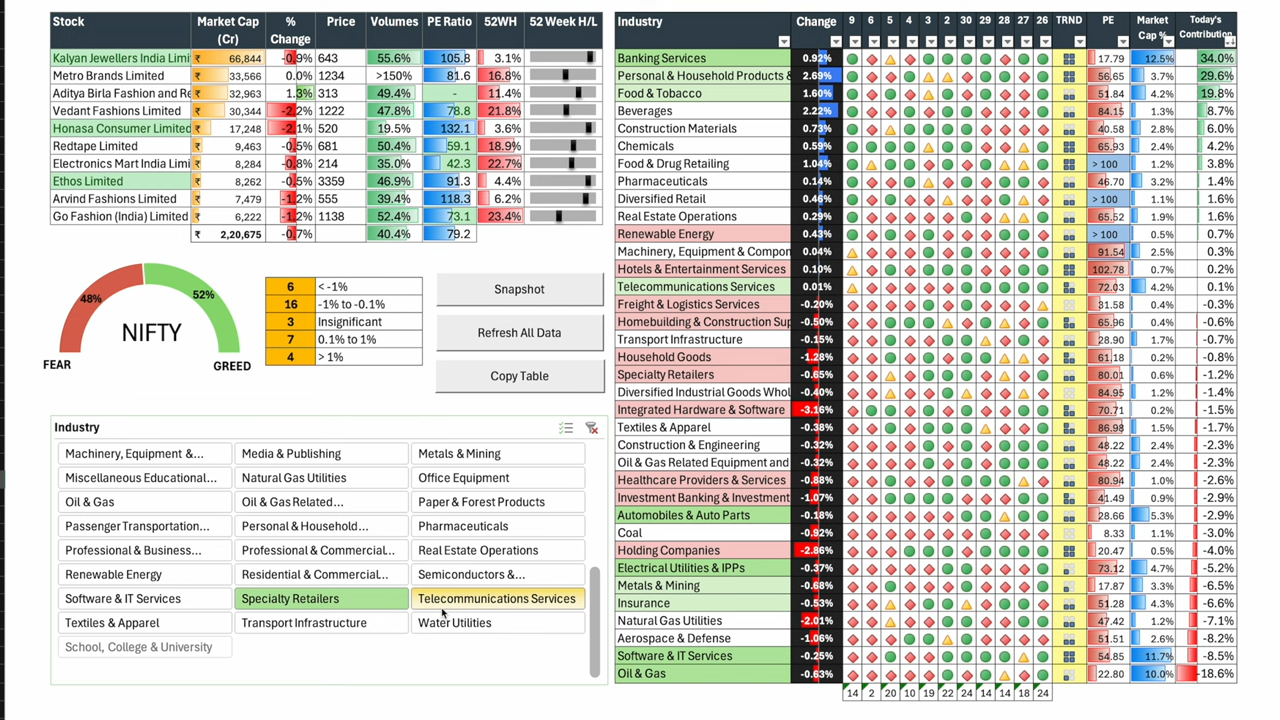 Stock Market Cap (Cr) % Change Price Volumes PE Ratio 52WH 52 Week H/L
Kalyan Jewellers India Limi ₹ 66,844 -0.9% 643 55.6% 105.8 3.1%
Metro Brands Limited ₹ 33,566 0.0% 1234 >150% 81.6 16.8%
Aditya Birla Fashion and Re ₹ 32,963 1.3% 313 49.4% - 11.4%
Vedant Fashions Limited ₹ 30,344 -2.2% 1222 47.8% 78.8 21.8%
Honasa Consumer Limited ₹ 17,248 -2.1% 520 19.5% 132.1 3.6%
Redtape Limited ₹ 9,463 -0.5% 681 50.4% 59.1 18.9%
Electronics Mart India Limi ₹ 8,284 -0.8% 214 35.0% 42.3 22.7%
Ethos Limited ₹ 8,262 -0.5% 3359 46.9% 91.3 4.4%
Arvind Fashions Limited ₹ 7,479 -1.2% 555 39.4% 118.3 6.2%
Go Fashion (India) Limited ₹ 6,222 -1.2% 1138 52.4% 73.1 23.4%
₹ 2,20,675 -0.7% 40.4% 79.2
48% 52%
NIFTY
FEAR GREED
6 < -1%
16 -1% to -0.1%
3 Insignificant
7 0.1% to 1%
4 > 1%
Snapshot
Refresh All Data
Copy Table
Industry
Machinery, Equipment &... Media & Publishing Metals & Mining
Miscellaneous Educational... Natural Gas Utilities Office Equipment
Oil & Gas Oil & Gas Related... Paper & Forest Products
Passenger Transportation... Personal & Household... Pharmaceuticals
Professional & Business... Professional & Commercial... Real Estate Operations
Renewable Energy Residential & Commercial... Semiconductors &...
Software & IT Services Specialty Retailers Telecommunications Services
Textiles & Apparel Transport Infrastructure Water Utilities
School, College & University
Industry Change 9 6 5 4 3 2 30 29 28 27 26 TRND PE Market Cap % Today's Contribution
Banking Services 0.92% 17.79 12.5% 34.0%
Personal & Household Products & 2.69% 56.65 3.7% 29.6%
Food & Tobacco 1.60% 51.84 4.2% 19.8%
Beverages 2.22% 84.15 1.3% 8.7%
Construction Materials 0.73% 40.58 2.8% 6.0%
Chemicals 0.59% 65.93 2.4% 4.2%
Food & Drug Retailing 1.04% > 100 1.2% 3.8%
Pharmaceuticals 0.14% 46.70 3.2% 1.4%
Diversified Retail 0.46% > 100 1.1% 1.6%
Real Estate Operations 0.29% 65.52 1.9% 1.6%
Renewable Energy 0.43% > 100 0.5% 0.7%
Machinery, Equipment & Compon 0.04% 91.54 2.5% 0.3%
Hotels & Entertainment Services 0.10% 102.78 0.7% 0.2%
Telecommunications Services 0.01% 72.03 4.2% 0.1%
Freight & Logistics Services -0.20% 31.58 0.4% -0.3%
Homebuilding & Construction Sup -0.50% 65.96 0.4% -0.6%
Transport Infrastructure -0.15% 28.90 1.7% -0.7%
Household Goods -1.28% 61.18 0.2% -0.8%
Specialty Retailers -0.65% 80.01 0.6% -1.2%
Diversified Industrial Goods Whol -0.40% 84.95 1.2% -1.4%
Integrated Hardware & Software -3.16% 70.71 0.2% -1.5%
Textiles & Apparel -0.38% 86.98 1.5% -1.7%
Construction & Engineering -0.32% 48.22 2.4% -2.3%
Oil & Gas Related Equipment and -0.32% 48.22 2.4% -2.3%
Healthcare Providers & Services -0.88% 80.94 1.0% -2.6%
Investment Banking & Investment -1.07% 41.49 0.9% -2.9%
Automobiles & Auto Parts -0.18% 28.66 5.3% -2.9%
Coal -0.92% 8.33 1.1% -3.0%
Holding Companies -2.86% 20.47 0.5% -4.0%
Electrical Utilities & IPPs -0.37% 73.12 4.7% -5.2%
Metals & Mining -0.68% 17.87 3.3% -6.5%
Insurance -0.53% 51.28 4.3% -6.6%
Natural Gas Utilities -2.01% 47.42 1.2% -7.1%
Aerospace & Defense -1.06% 51.51 2.6% -8.2%
Software & IT Services -0.25% 54.85 11.7% -8.5%
Oil & Gas -0.63% 22.80 10.0% -18.6%
14 2 20 10 19 22 24 14 14 18 24